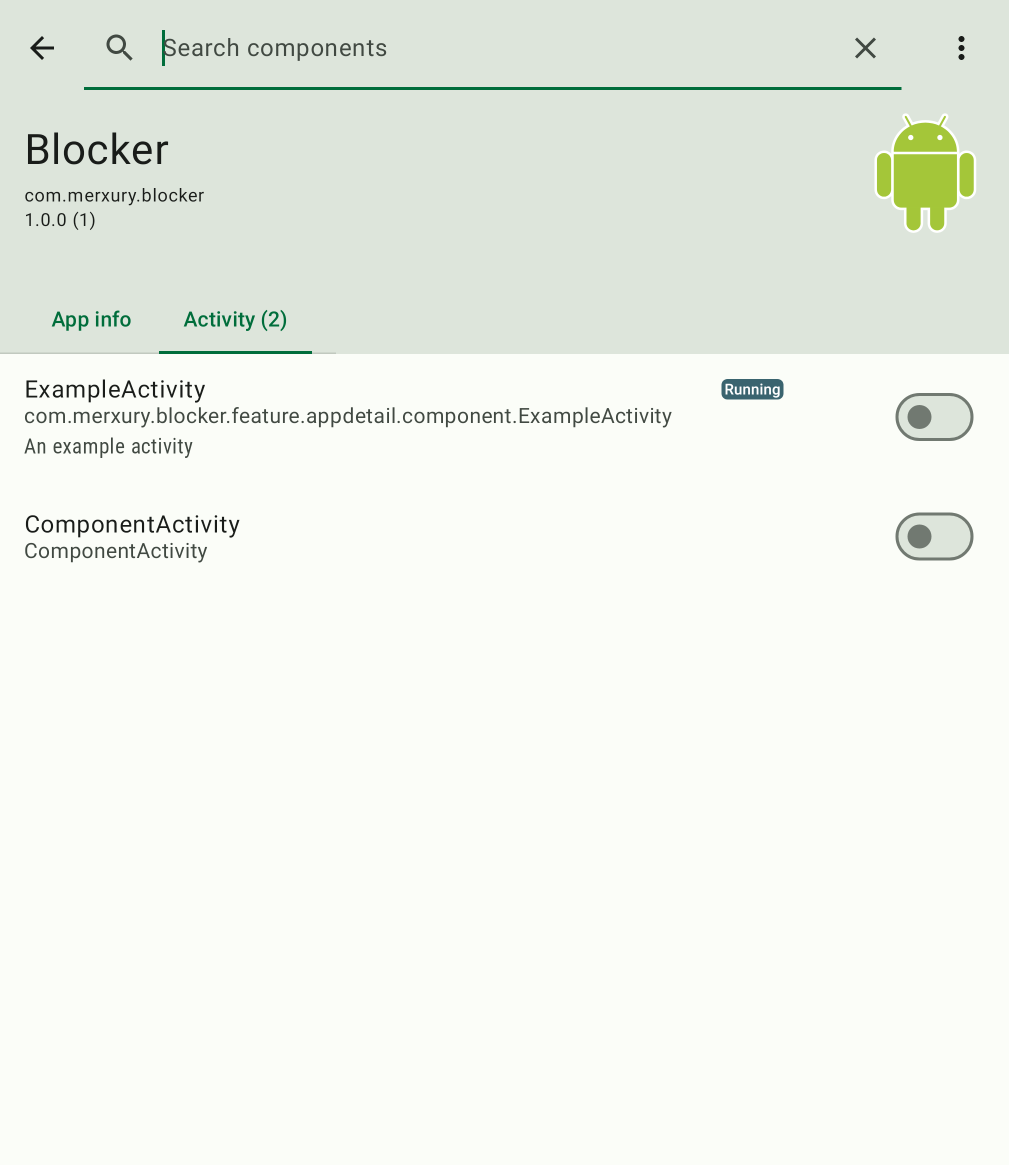 Search components
Blocker
com.merxury.blocker
1.0.0 (1)
App info
Activity (2)
ExampleActivity
Running
com.merxury.blocker.feature.appdetail.component.ExampleActivity
An example activity
ComponentActivity
ComponentActivity